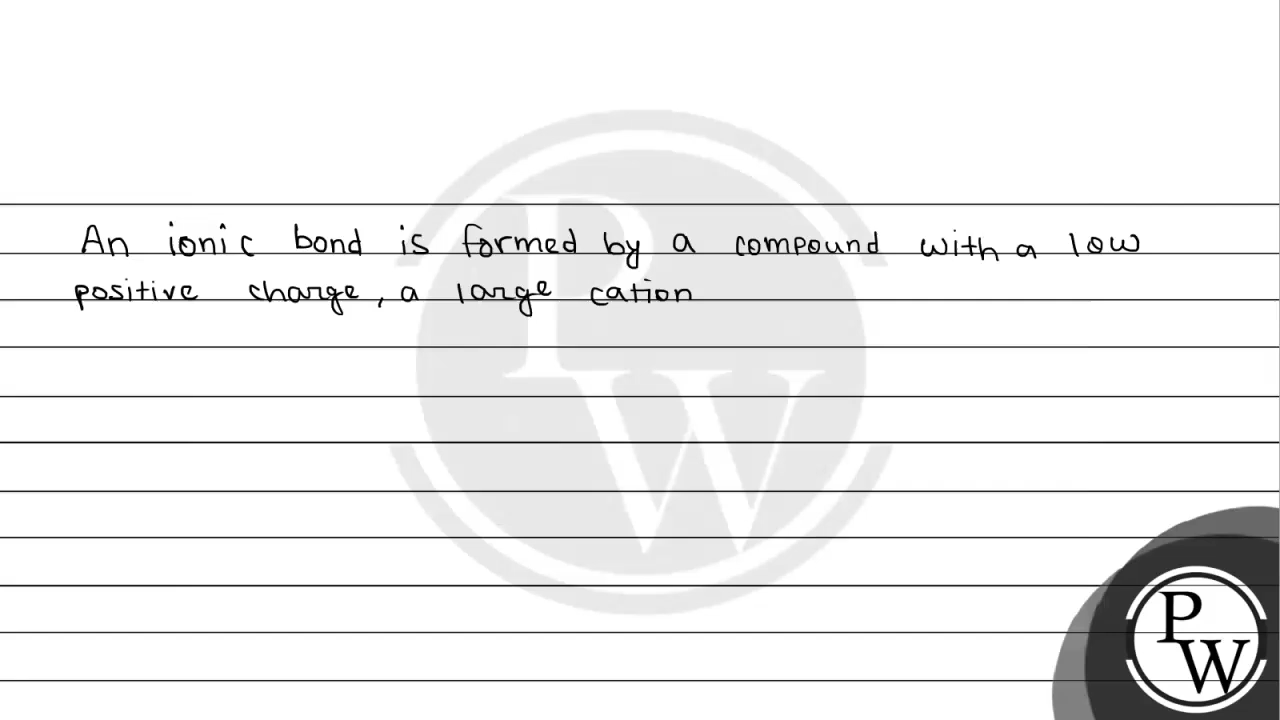 An ionic bond is formed by a compound with a low
positive charge, a large cation
P
W
P
W